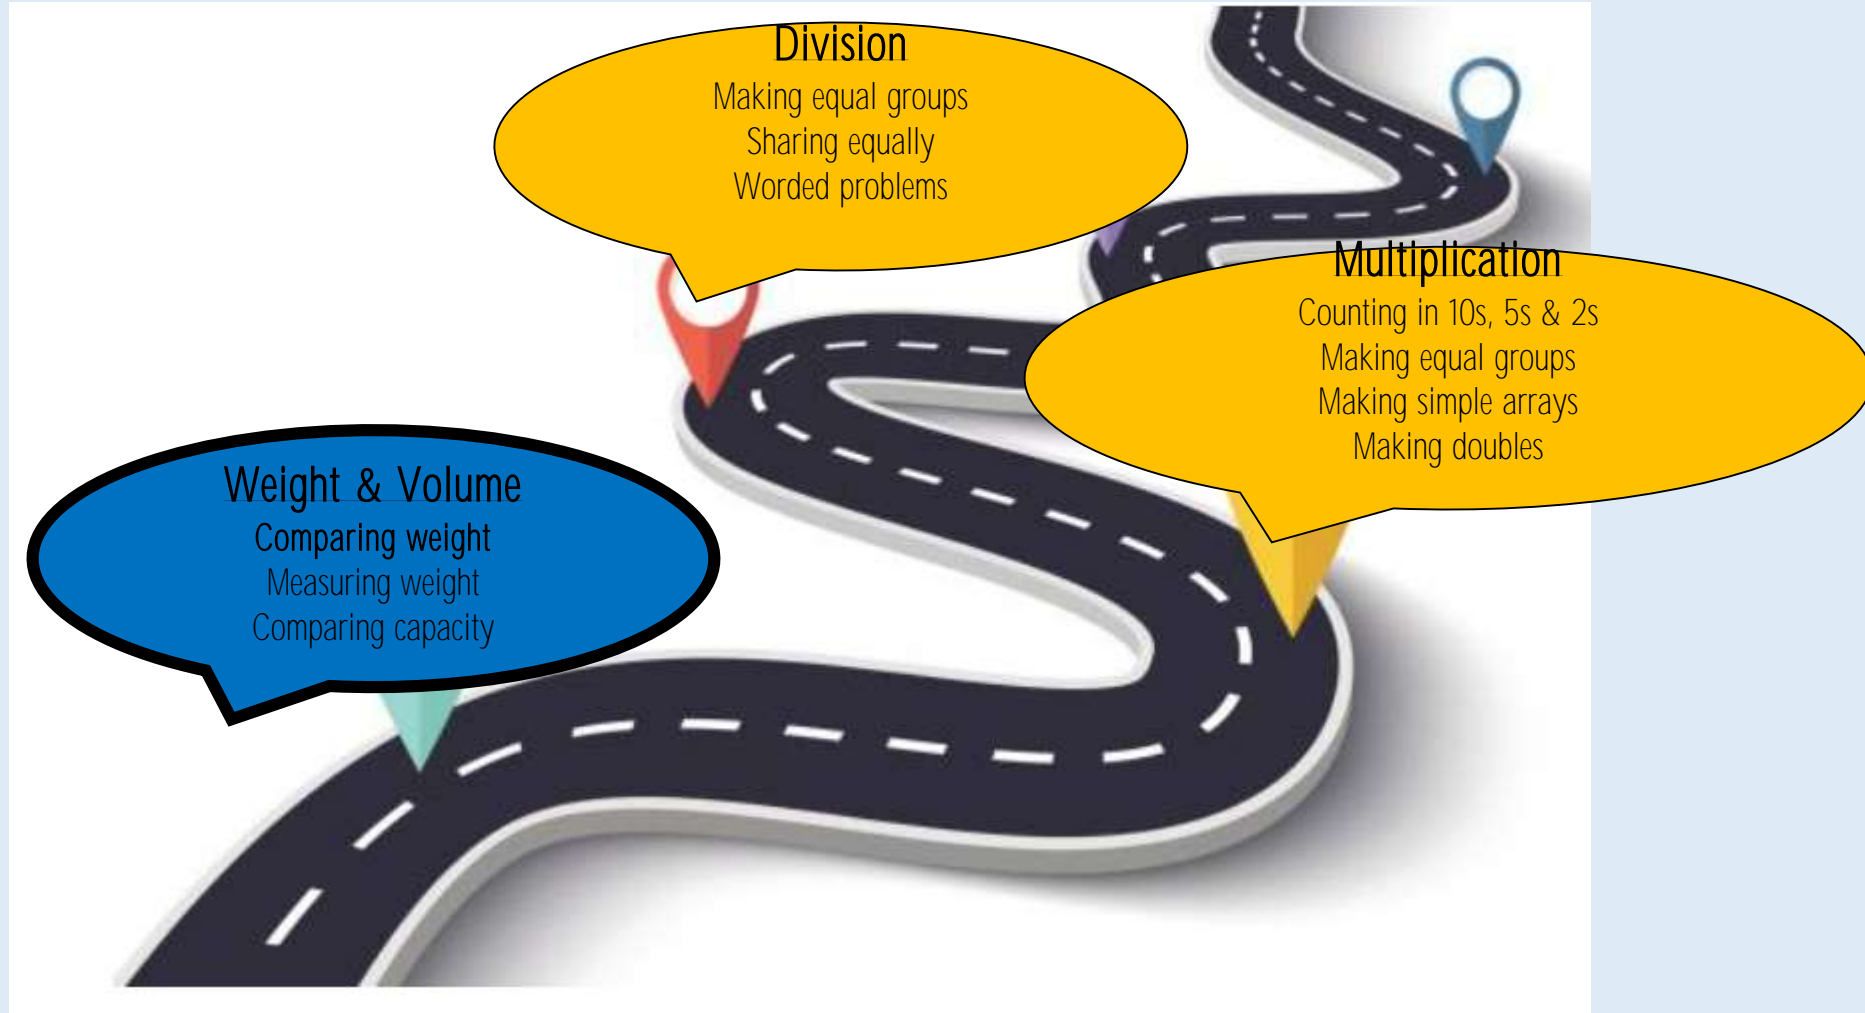 Division
Making equal groups
Sharing equally
Worded problems
Multiplication
Counting in 10s, 5s & 2s
Making equal groups
Making simple arrays
Making doubles
Weight & Volume
Comparing weight
Measuring weight
Comparing capacity